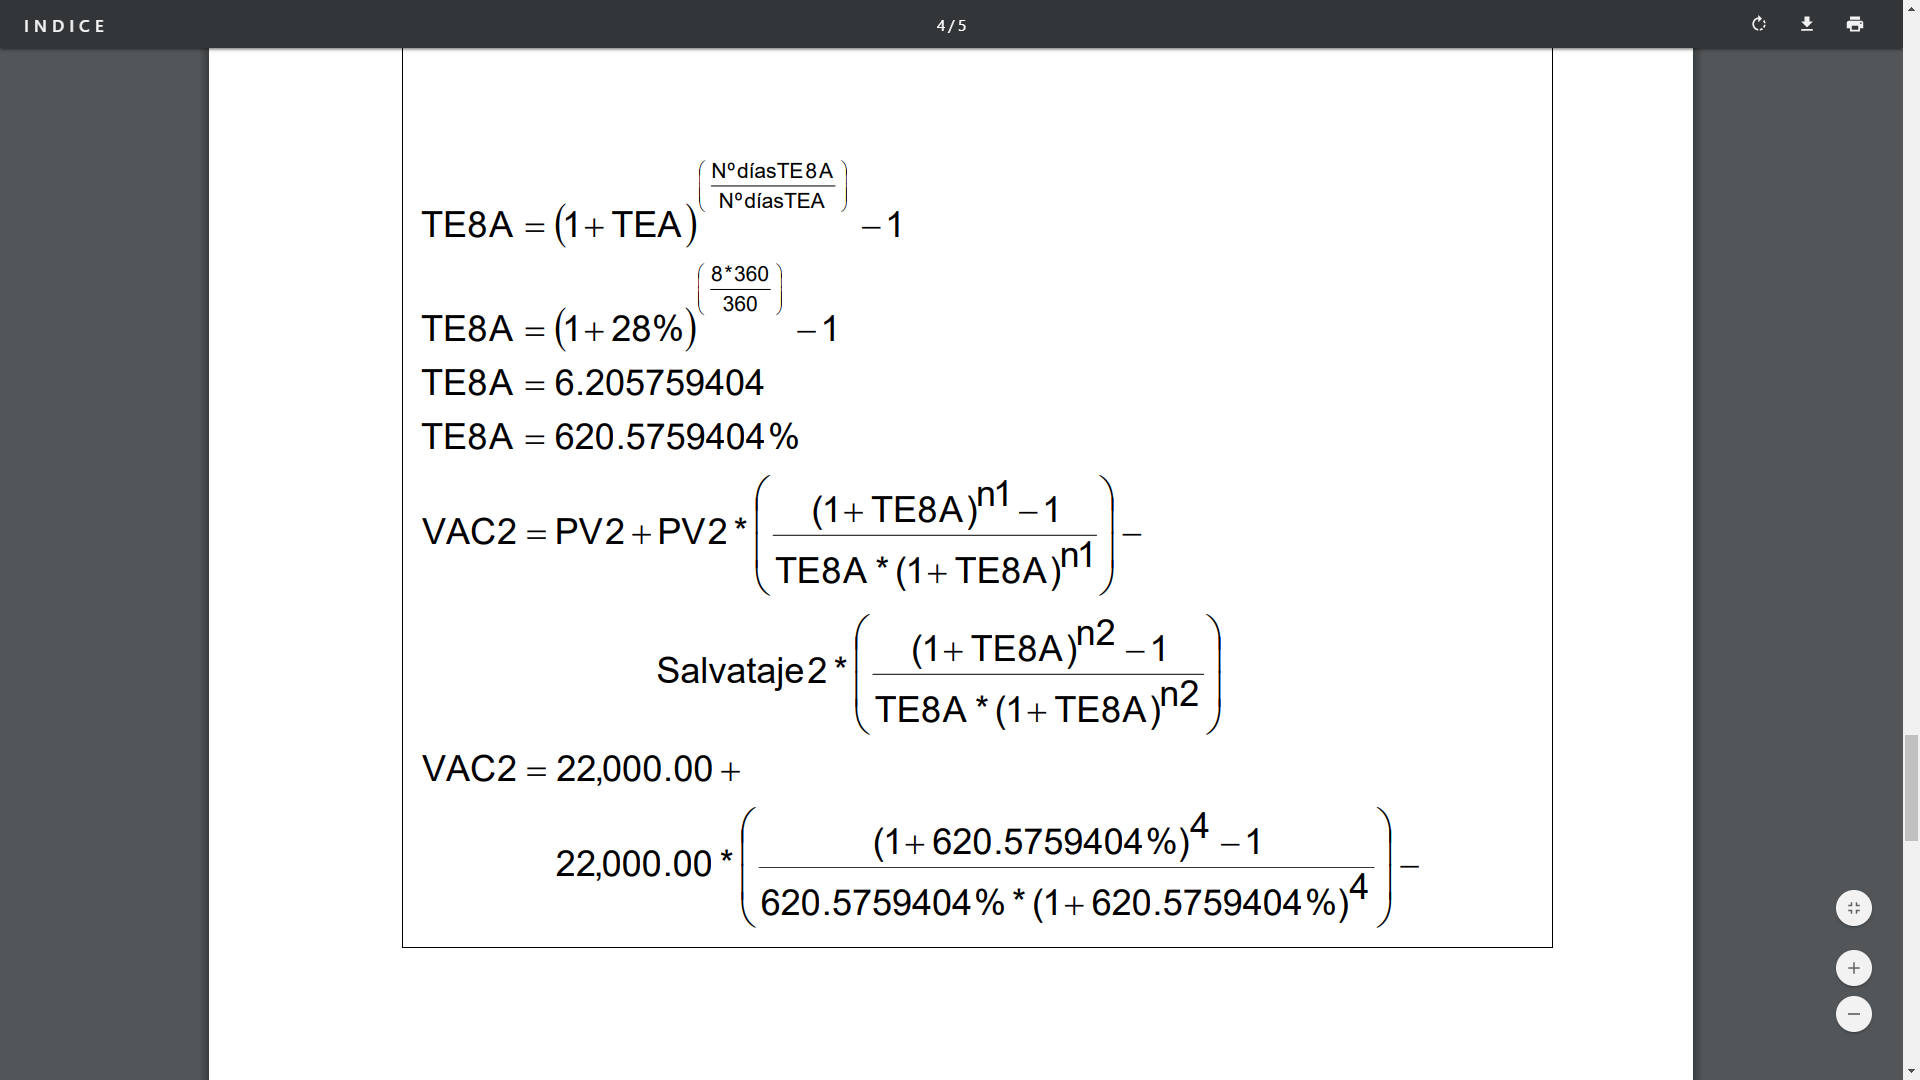 INDICE
4/5
TE8A = (1 + TEA)^(NºdíasTE8A / NºdíasTEA) − 1
TE8A = (1 + 28%)^(8*360 / 360) − 1
TE8A = 6.205759404
TE8A = 620.5759404%
VAC2 = PV2 + PV2 * ( ((1 + TE8A)^n1 − 1) / (TE8A * (1 + TE8A)^n1) ) −
Salvataje2 * ( ((1 + TE8A)^n2 − 1) / (TE8A * (1 + TE8A)^n2) )
VAC2 = 22,000.00 +
22,000.00 * ( ((1 + 620.5759404%)^4 − 1) / (620.5759404% * (1 + 620.5759404%)^4) ) −